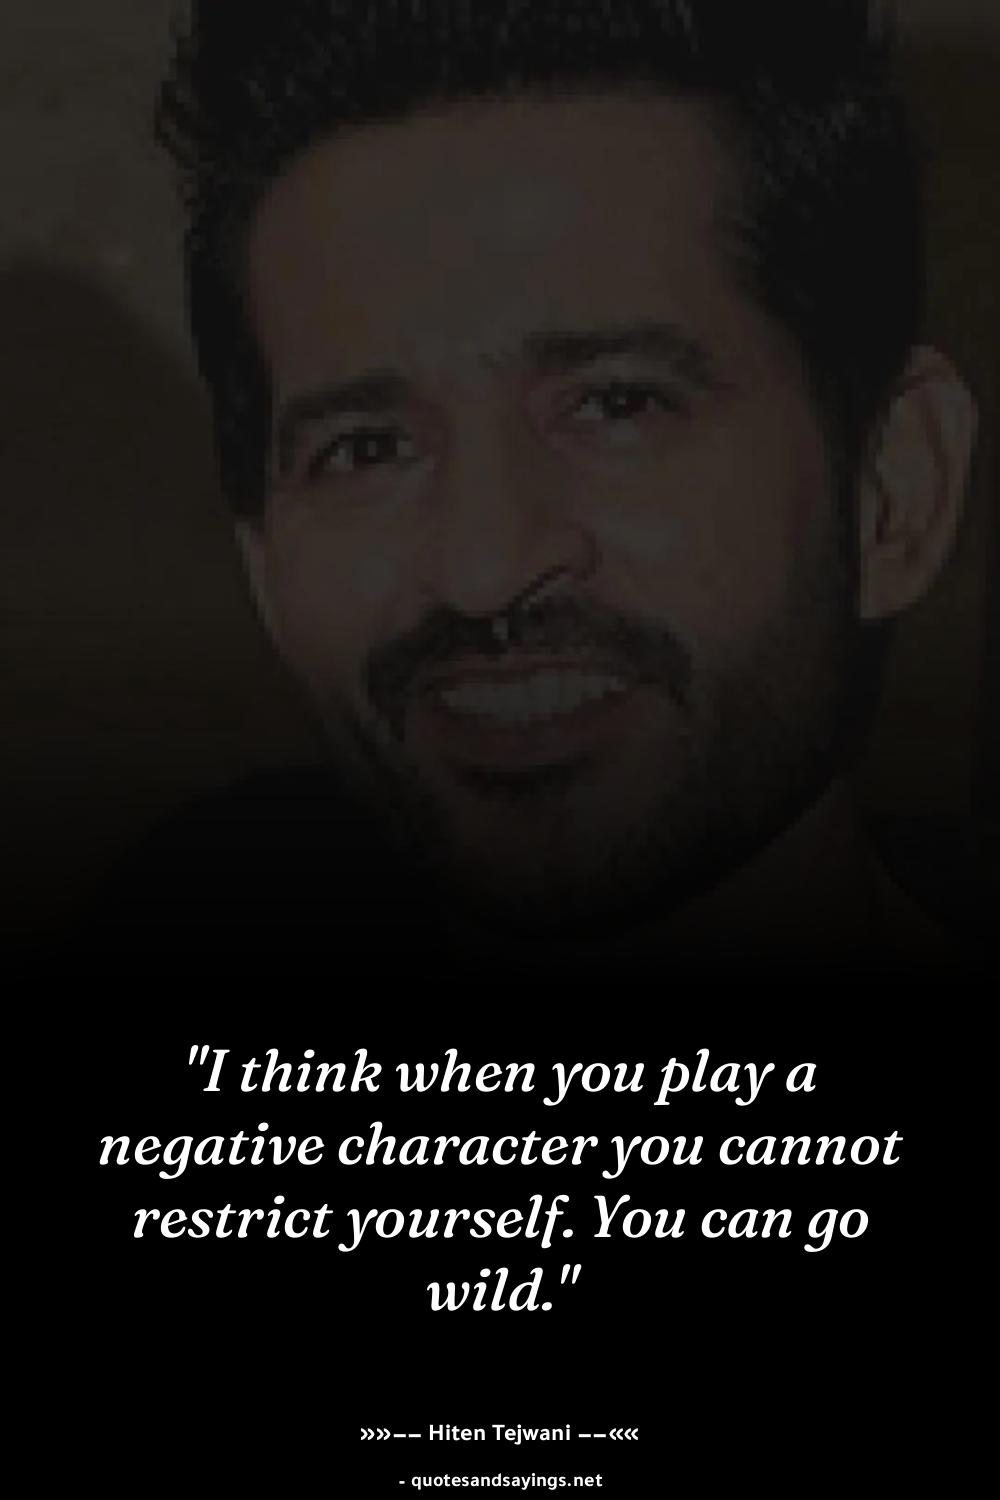 "I think when you play a
negative character you cannot
restrict yourself. You can go
wild."
»»—— Hiten Tejwani ——««
- quotesandsayings.net